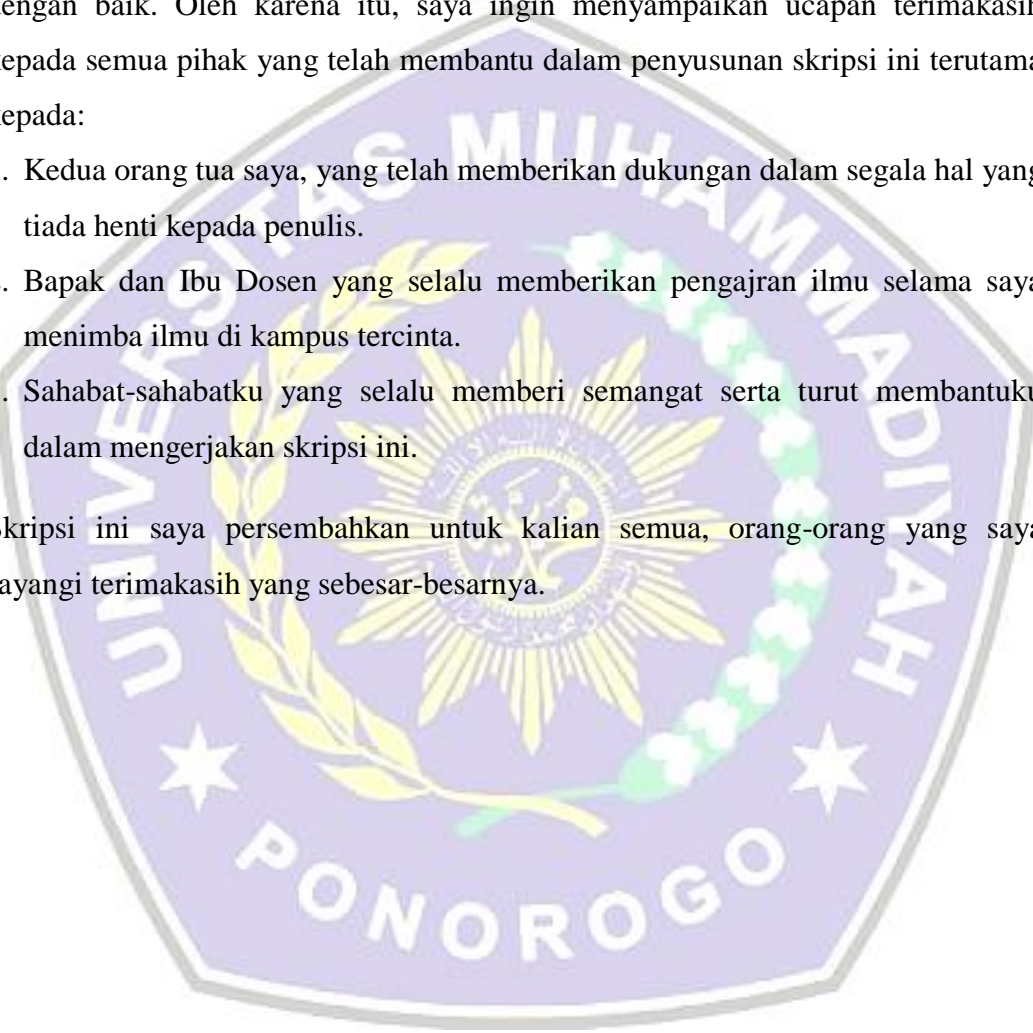 dengan baik. Oleh karena itu, saya ingin menyampaikan ucapan terimakasih
kepada semua pihak yang telah membantu dalam penyusunan skripsi ini terutama
kepada:
. Kedua orang tua saya, yang telah memberikan dukungan dalam segala hal yang
tiada henti kepada penulis.
. Bapak dan Ibu Dosen yang selalu memberikan pengajran ilmu selama saya
menimba ilmu di kampus tercinta.
. Sahabat-sahabatku yang selalu memberi semangat serta turut membantuku
dalam mengerjakan skripsi ini.
Skripsi ini saya persembahkan untuk kalian semua, orang-orang yang saya
sayangi terimakasih yang sebesar-besarnya.
UNIVERSITAS MUHAMMADIYAH
PONOROGO